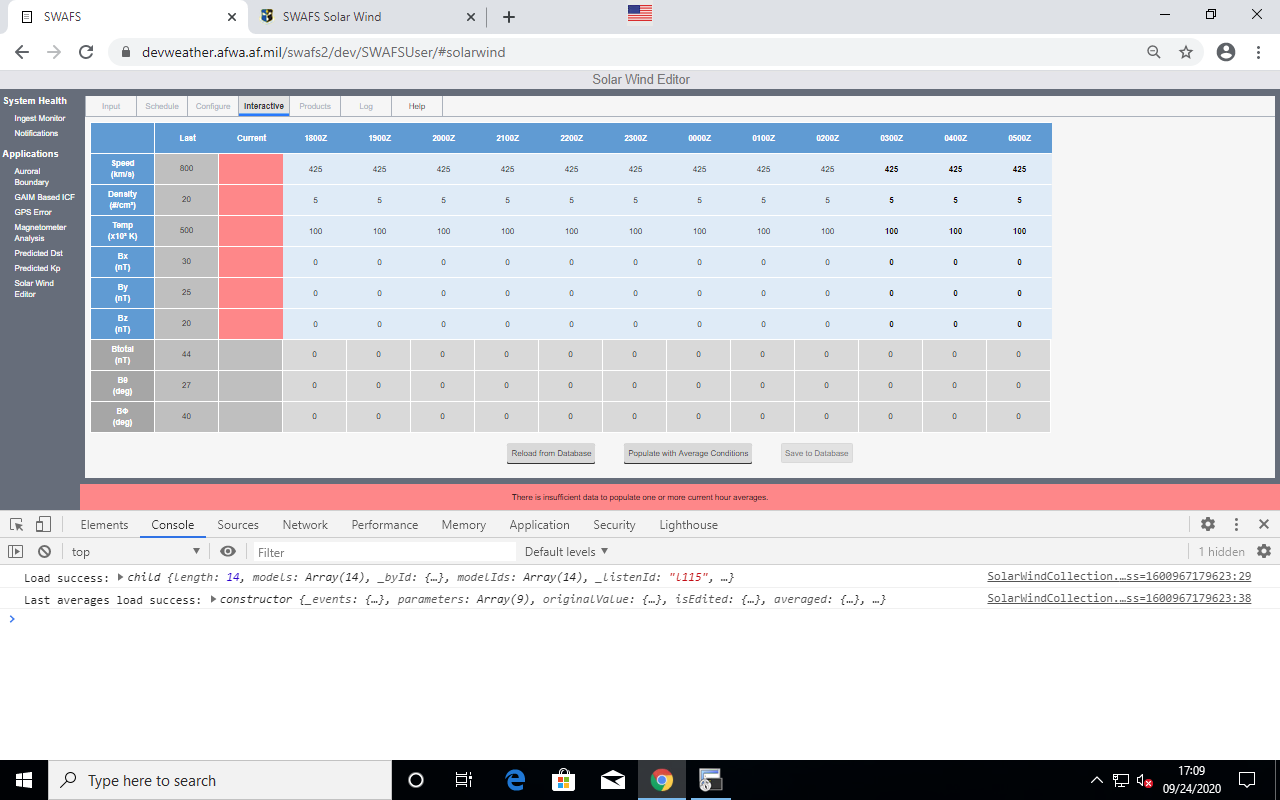 SWAFS
SWAFS Solar Wind
devweather.afwa.af.mil/swafs2/dev/SWAFSUser/#solarwind
Solar Wind Editor
System Health
Ingest Monitor
Notifications
Applications
Auroral
Boundary
GAIM Based ICF
GPS Error
Magnetometer
Analysis
Predicted Dst
Predicted Kp
Solar Wind
Editor
Input Schedule Configure Interactive Products Log Help
Last Current 1800Z 1900Z 2000Z 2100Z 2200Z 2300Z 0000Z 0100Z 0200Z 0300Z 0400Z 0500Z
Speed
(km/s) 800 425 425 425 425 425 425 425 425 425 425 425 425
Density
(#/cm³) 20 5 5 5 5 5 5 5 5 5 5 5 5
Temp
(x10³ K) 500 100 100 100 100 100 100 100 100 100 100 100 100
Bx
(nT) 30 0 0 0 0 0 0 0 0 0 0 0 0
By
(nT) 25 0 0 0 0 0 0 0 0 0 0 0 0
Bz
(nT) 20 0 0 0 0 0 0 0 0 0 0 0 0
Btotal
(nT) 44 0 0 0 0 0 0 0 0 0 0 0 0
Bθ
(deg) 27 0 0 0 0 0 0 0 0 0 0 0 0
BΦ
(deg) 40 0 0 0 0 0 0 0 0 0 0 0 0
Reload from Database Populate with Average Conditions Save to Database
There is insufficient data to populate one or more current hour averages.
Elements Console Sources Network Performance Memory Application Security Lighthouse
top Filter Default levels ▼ 1 hidden
Load success: ▶ child {length: 14, models: Array(14), _byId: {…}, modelIds: Array(14), _listenId: "l115", …} SolarWindCollection.…ss=1600967179623:29
Last averages load success: ▶ constructor {_events: {…}, parameters: Array(9), originalValue: {…}, isEdited: {…}, averaged: {…}, …} SolarWindCollection.…ss=1600967179623:38
Type here to search
17:09
09/24/2020